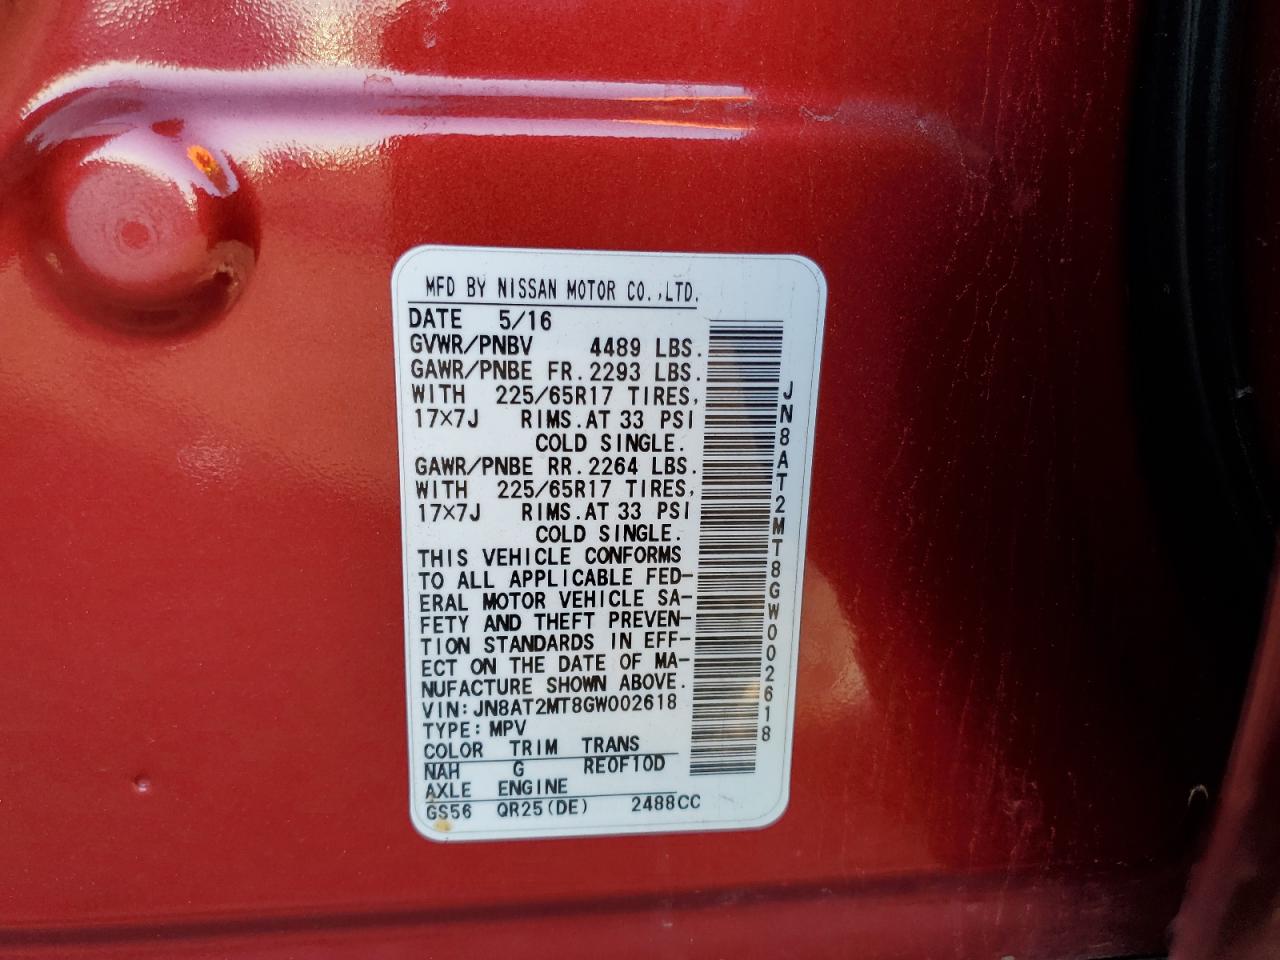 MFD BY NISSAN MOTOR CO.,LTD.
DATE 5/16
GVWR/PNBV 4489 LBS.
GAWR/PNBE FR.2293 LBS.
WITH 225/65R17 TIRES,
17×7J RIMS.AT 33 PSI
COLD SINGLE.
GAWR/PNBE RR.2264 LBS.
WITH 225/65R17 TIRES,
17×7J RIMS.AT 33 PSI
COLD SINGLE.
THIS VEHICLE CONFORMS
TO ALL APPLICABLE FED-
ERAL MOTOR VEHICLE SA-
FETY AND THEFT PREVEN-
TION STANDARDS IN EFF-
ECT ON THE DATE OF MA-
NUFACTURE SHOWN ABOVE.
VIN:JN8AT2MT8GW002618
TYPE:MPV
COLOR TRIM TRANS
NAH G RE0F10D
AXLE ENGINE
GS56 QR25(DE) 2488CC
JN8AT2MT8GW002618